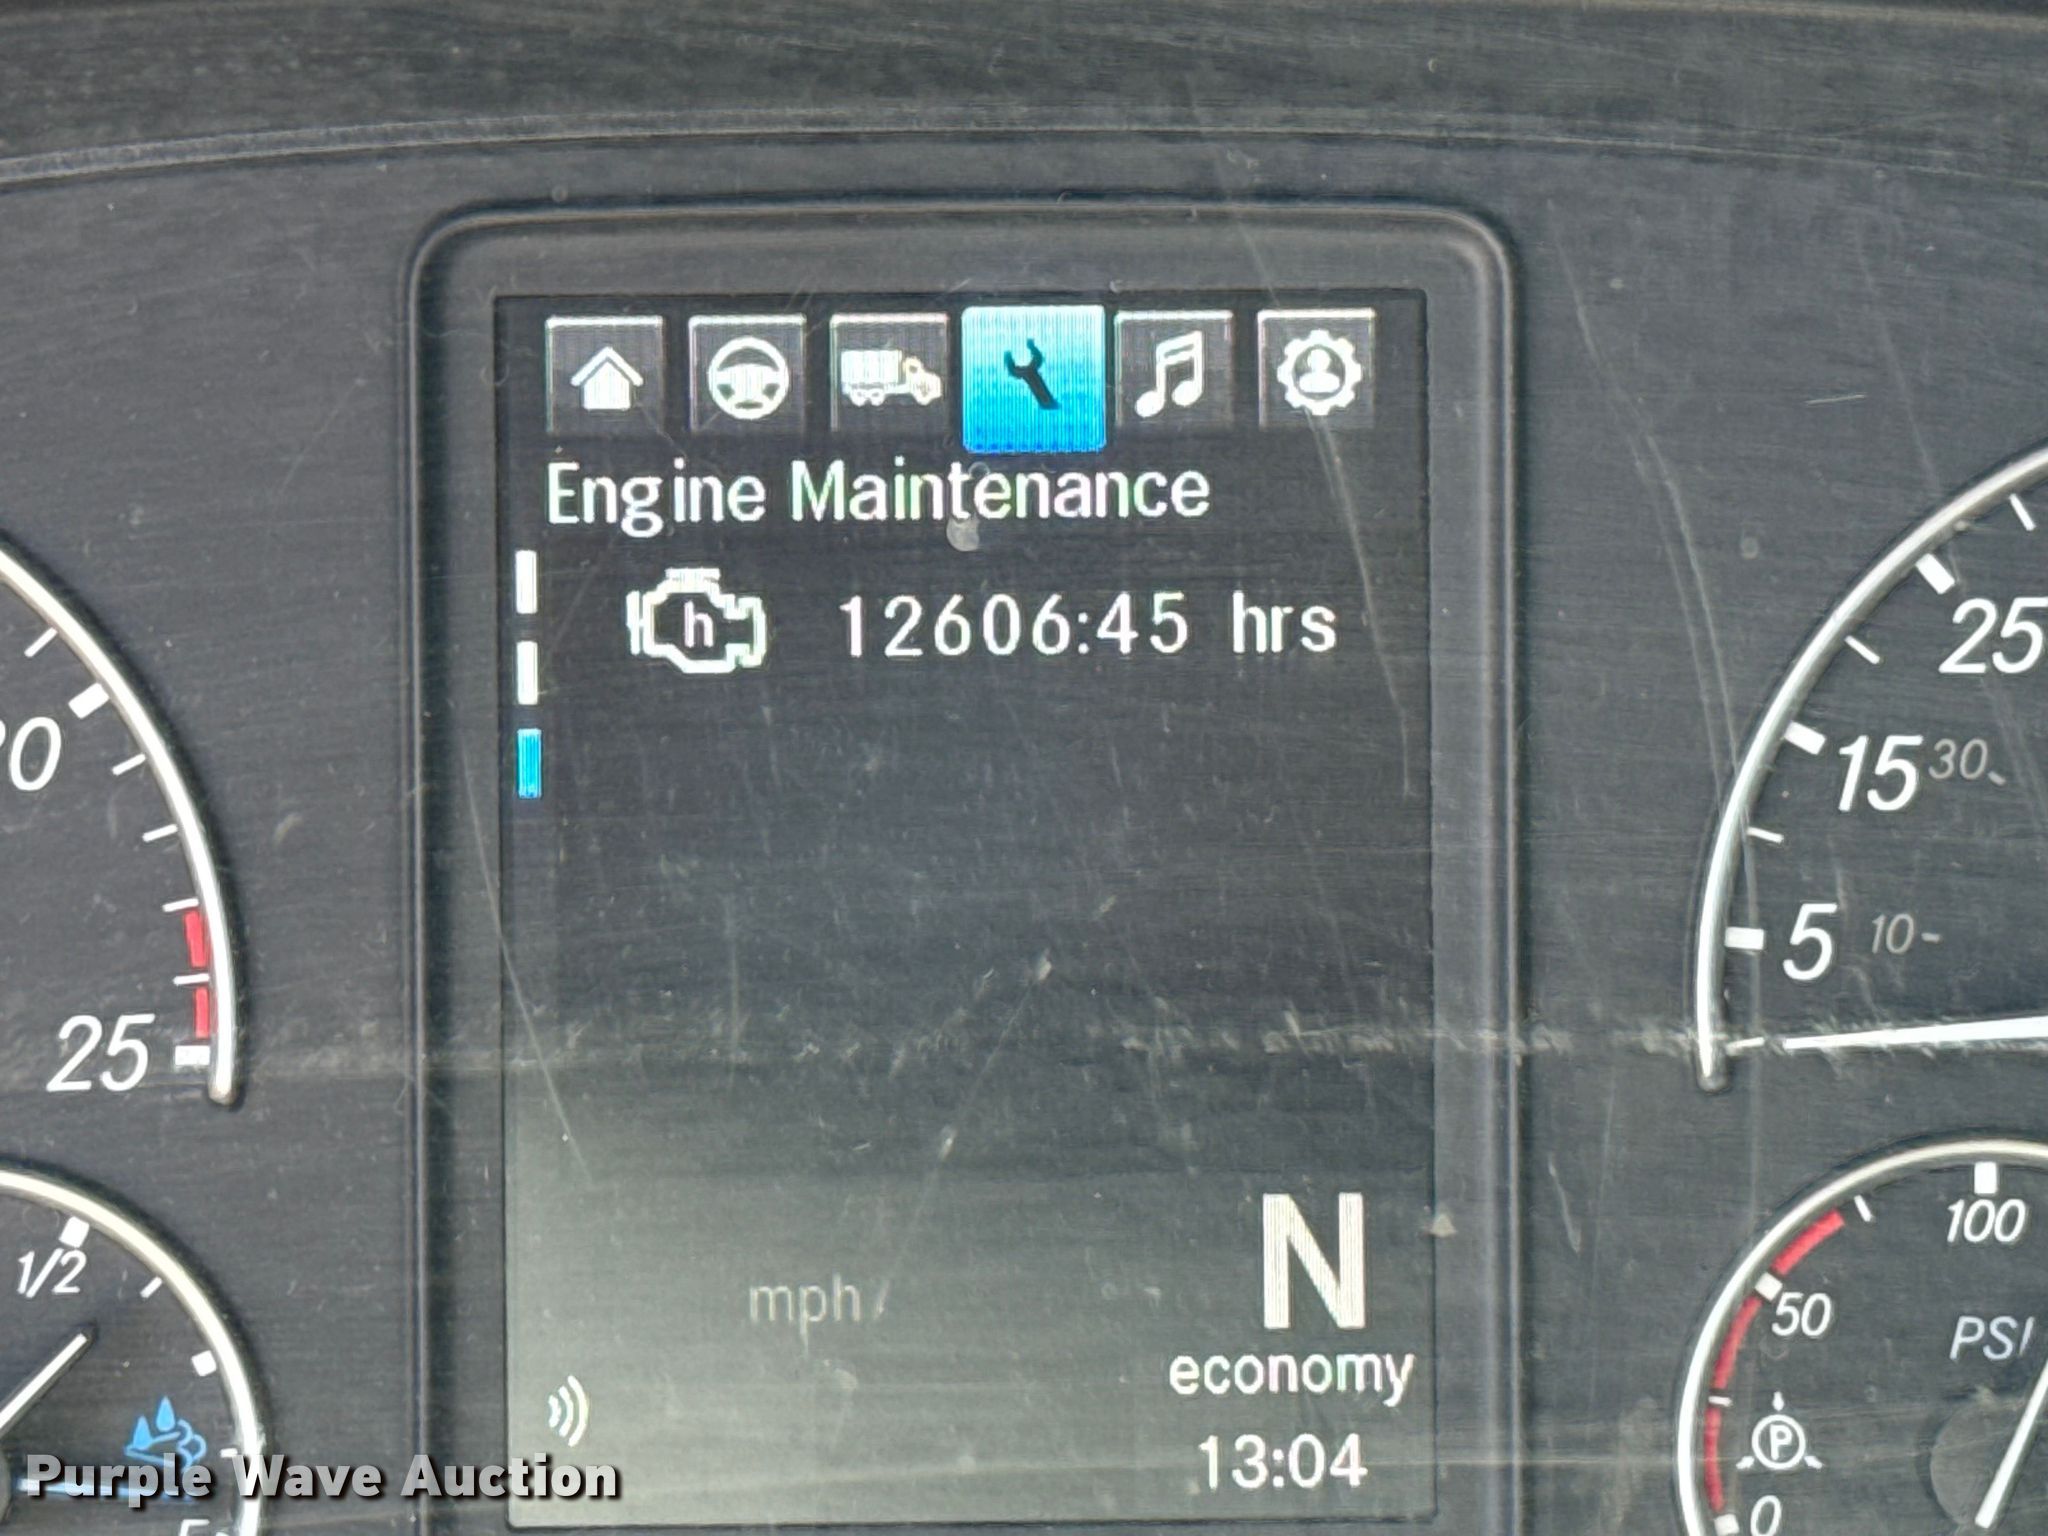 Engine Maintenance
h 12606:45 hrs
25
15 30
5 10
25
1/2
100
50
PSI
P
0
mph/
N
economy
13:04
Purple Wave Auction